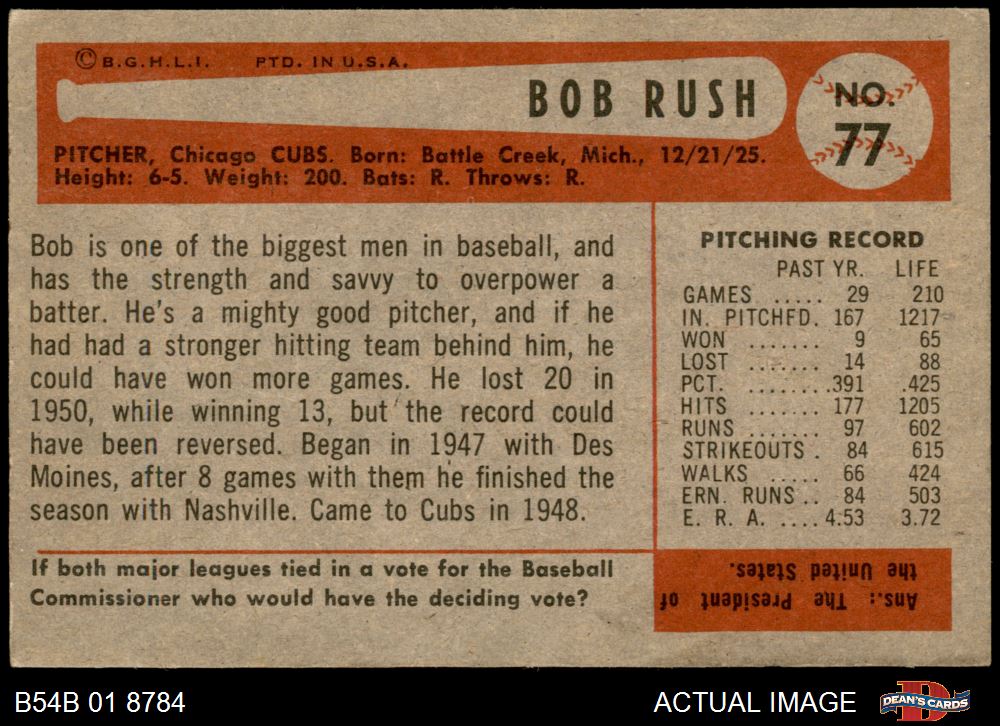 © B.G.H.L.I. PTD. IN U.S.A.
BOB RUSH
NO.
77
PITCHER, Chicago CUBS. Born: Battle Creek, Mich., 12/21/25.
Height: 6-5. Weight: 200. Bats: R. Throws: R.
Bob is one of the biggest men in baseball, and
has the strength and savvy to overpower a
batter. He's a mighty good pitcher, and if he
had had a stronger hitting team behind him, he
could have won more games. He lost 20 in
1950, while winning 13, but the record could
have been reversed. Began in 1947 with Des
Moines, after 8 games with them he finished the
season with Nashville. Came to Cubs in 1948.
PITCHING RECORD
PAST YR. LIFE
GAMES ..... 29 210
IN. PITCHFD. 167 1217
WON ....... 9 65
LOST ....... 14 88
PCT. .......391 .425
HITS ....... 177 1205
RUNS ....... 97 602
STRIKEOUTS . 84 615
WALKS ..... 66 424
ERN. RUNS .. 84 503
E. R. A. ....4:53 3.72
If both major leagues tied in a vote for the Baseball
Commissioner who would have the deciding vote?
Ans.: The President of
the United States.
B54B 01 8784
ACTUAL IMAGE
DEAN'S CARDS